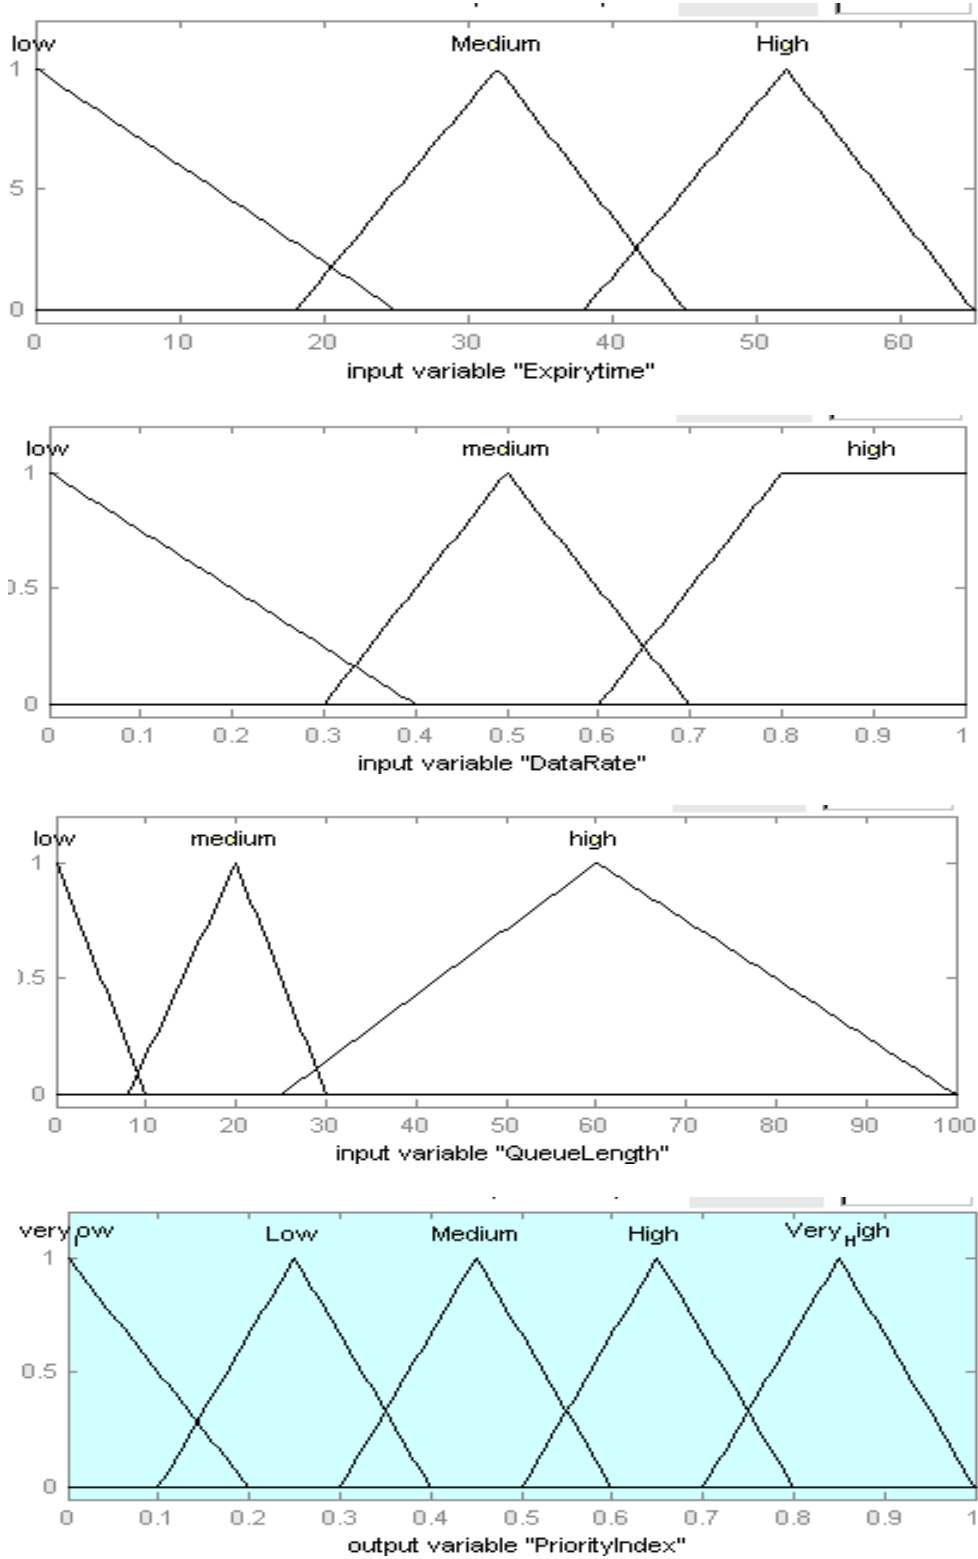 low Medium High
1
5
0
0 10 20 30 40 50 60
input variable "Expirytime"
low medium high
1
0.5
0
0 0.1 0.2 0.3 0.4 0.5 0.6 0.7 0.8 0.9 1
input variable "DataRate"
low medium high
1
0.5
0
0 10 20 30 40 50 60 70 80 90 100
input variable "QueueLength"
Low Medium High Very_High
1
0.5
0
0 0.1 0.2 0.3 0.4 0.5 0.6 0.7 0.8 0.9 1
output variable "PriorityIndex"